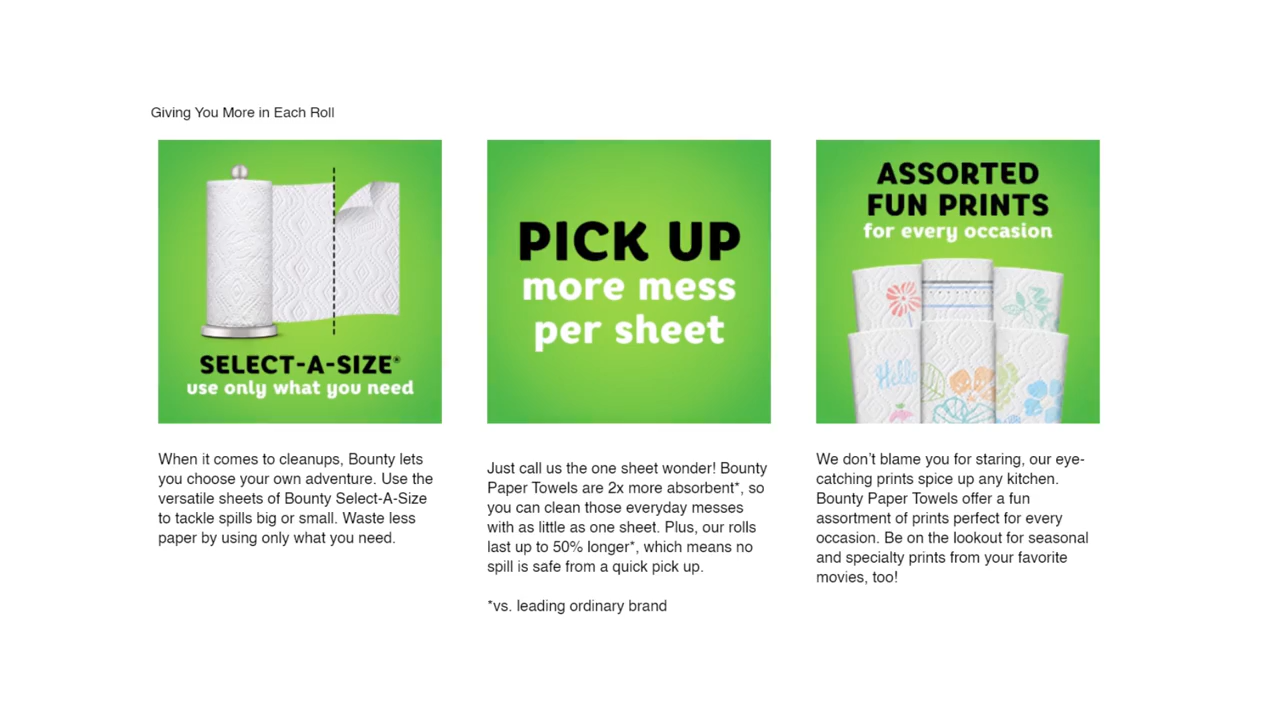 Giving You More in Each Roll
SELECT-A-SIZE®
use only what you need
PICK UP
more mess
per sheet
ASSORTED
FUN PRINTS
for every occasion
Hello
When it comes to cleanups, Bounty lets
you choose your own adventure. Use the
versatile sheets of Bounty Select-A-Size
to tackle spills big or small. Waste less
paper by using only what you need.
Just call us the one sheet wonder! Bounty
Paper Towels are 2x more absorbent*, so
you can clean those everyday messes
with as little as one sheet. Plus, our rolls
last up to 50% longer*, which means no
spill is safe from a quick pick up.
*vs. leading ordinary brand
We don’t blame you for staring, our eye-
catching prints spice up any kitchen.
Bounty Paper Towels offer a fun
assortment of prints perfect for every
occasion. Be on the lookout for seasonal
and specialty prints from your favorite
movies, too!